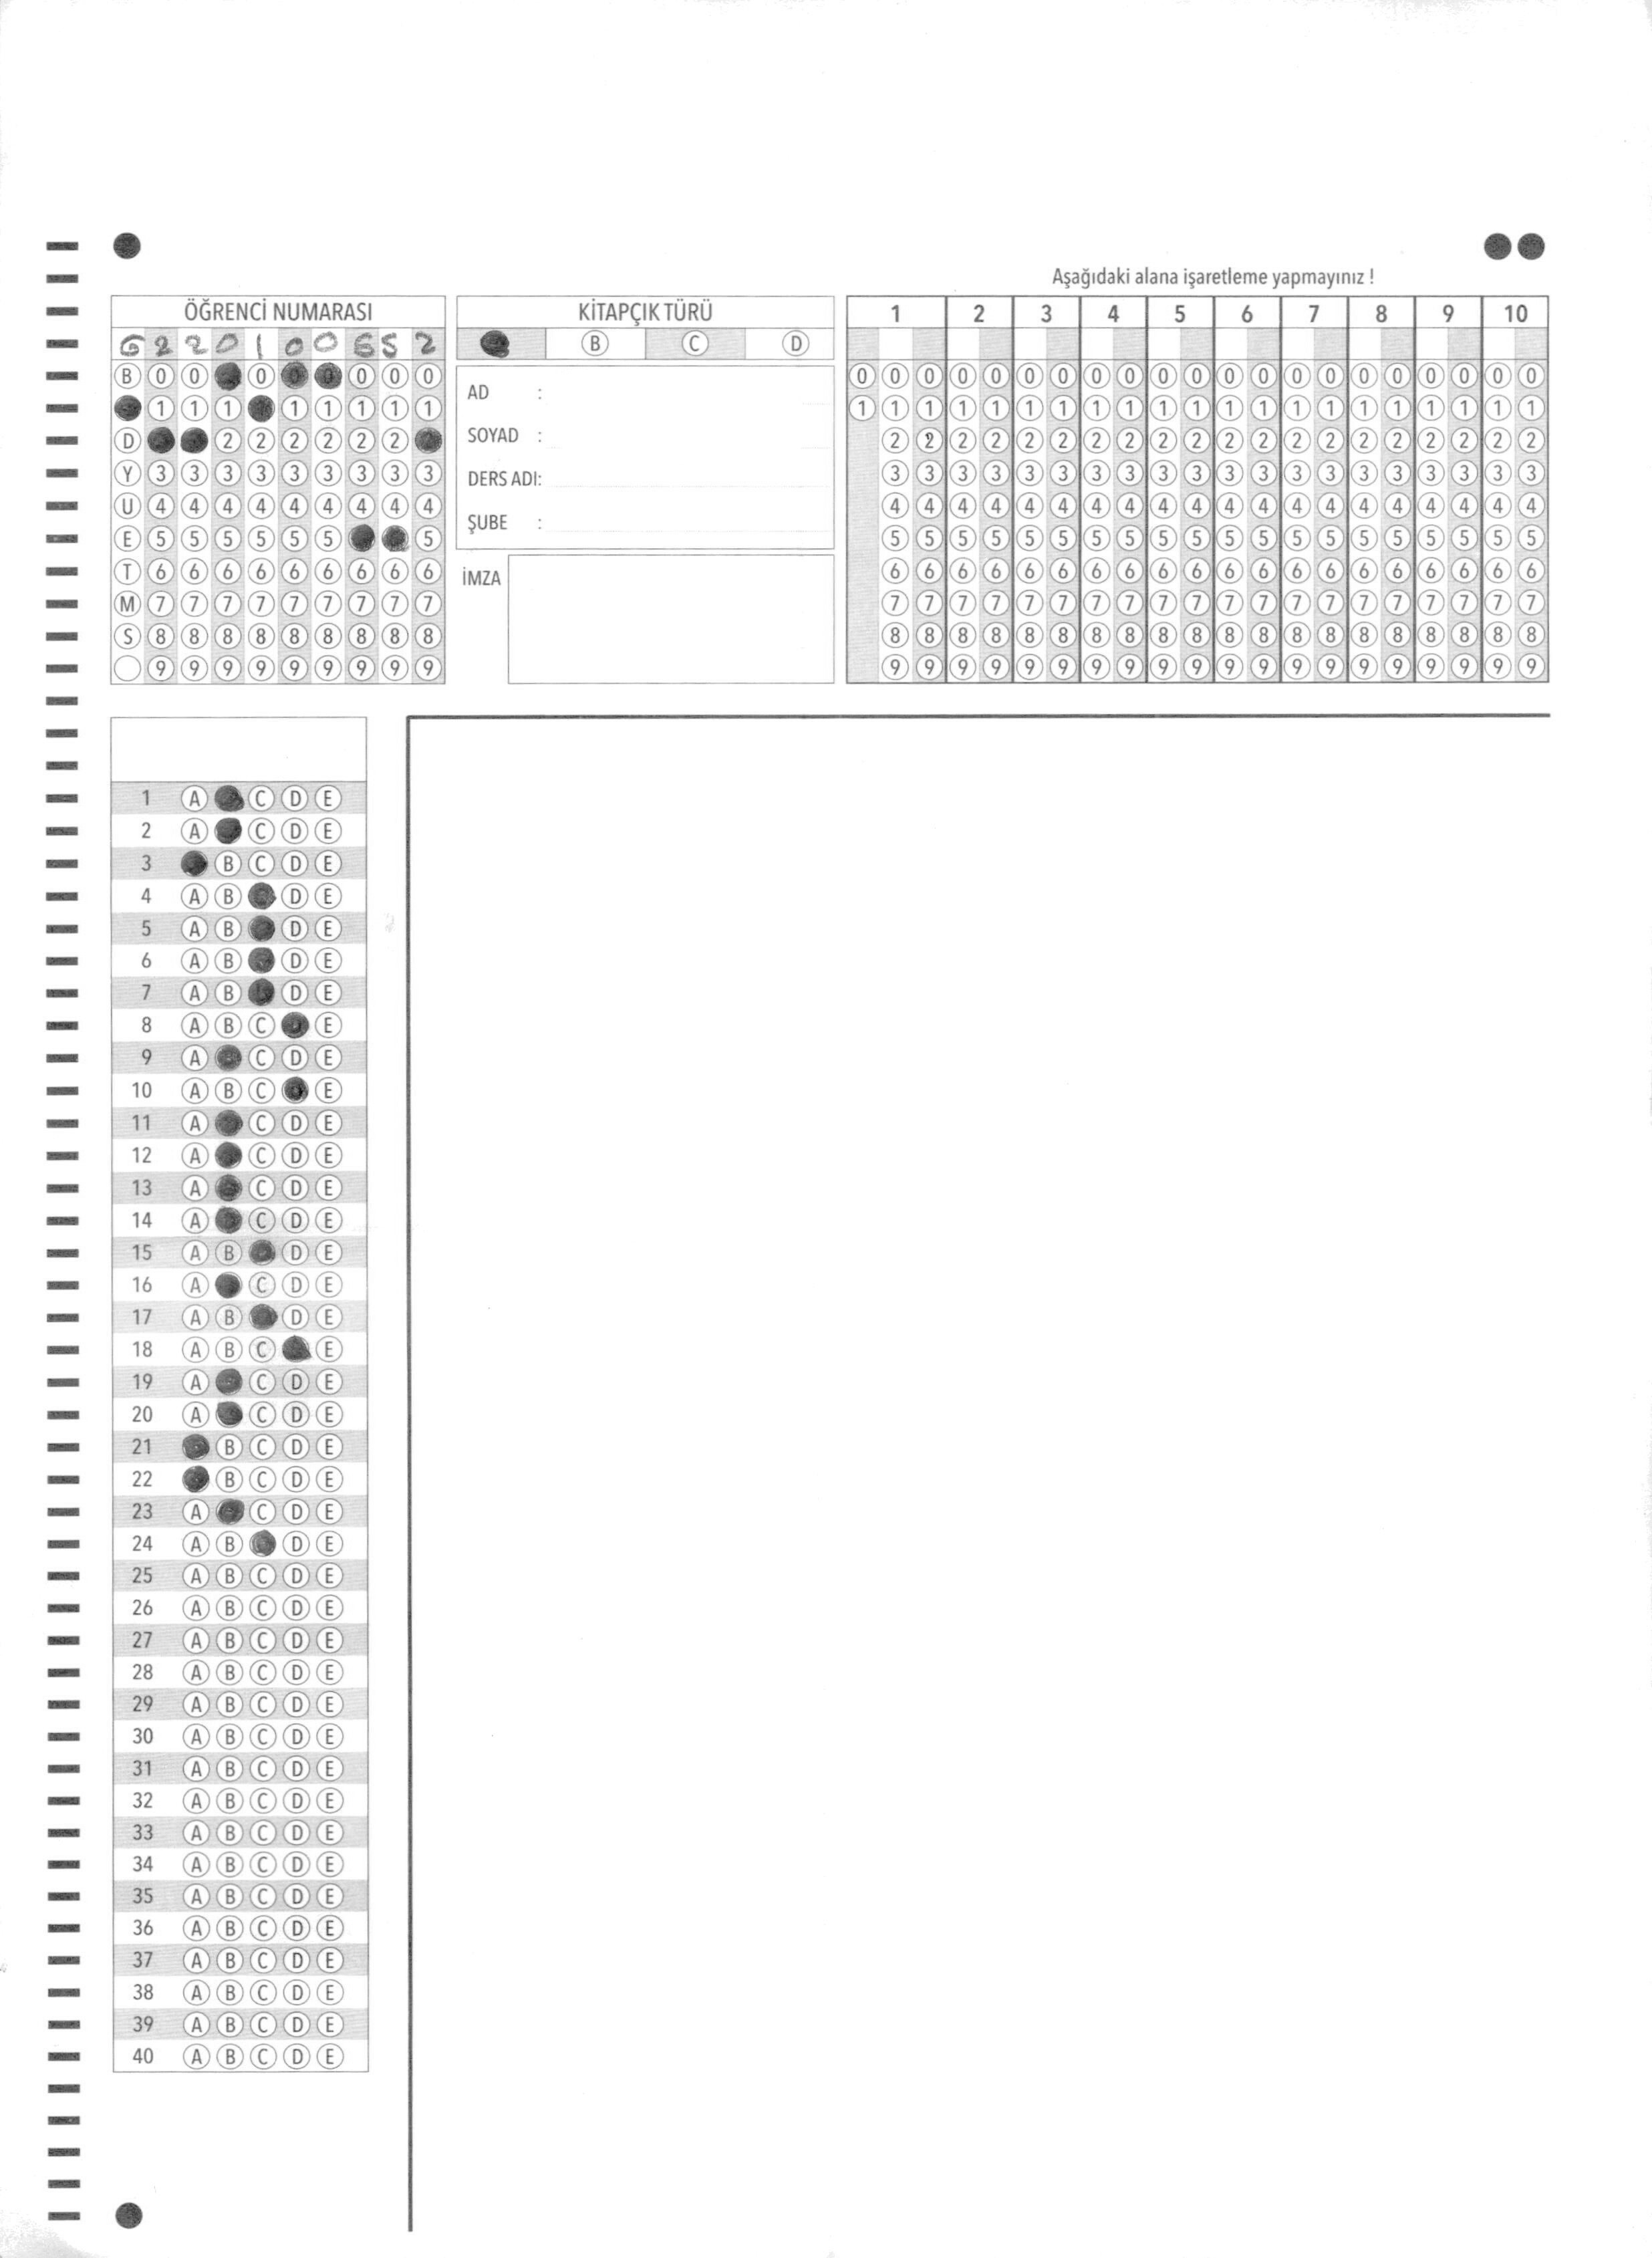 Aşağıdaki alana işaretleme yapmayınız !
ÖĞRENCİ NUMARASI
G 2 2 0 1 0 0 5 5 2
B 0 0 0 0 0 0 0
1 1 1 1 1 1 1 1
D 2 2 2 2 2 2
Y 3 3 3 3 3 3 3 3 3
U 4 4 4 4 4 4 4 4 4
E 5 5 5 5 5 5 5
T 6 6 6 6 6 6 6 6 6
M 7 7 7 7 7 7 7 7 7
S 8 8 8 8 8 8 8 8 8
9 9 9 9 9 9 9 9 9
KİTAPÇIK TÜRÜ
B C D
AD :
SOYAD :
DERS ADI:
ŞUBE :
İMZA
1 2 3 4 5 6 7 8 9 10
0 0 0 0 0 0 0 0 0 0 0 0 0 0 0 0 0 0 0 0 0
1 1 1 1 1 1 1 1 1 1 1 1 1 1 1 1 1 1 1 1 1
2 2 2 2 2 2 2 2 2 2 2 2 2 2 2 2 2 2 2 2
3 3 3 3 3 3 3 3 3 3 3 3 3 3 3 3 3 3 3 3
4 4 4 4 4 4 4 4 4 4 4 4 4 4 4 4 4 4 4 4
5 5 5 5 5 5 5 5 5 5 5 5 5 5 5 5 5 5 5 5
6 6 6 6 6 6 6 6 6 6 6 6 6 6 6 6 6 6 6 6
7 7 7 7 7 7 7 7 7 7 7 7 7 7 7 7 7 7 7 7
8 8 8 8 8 8 8 8 8 8 8 8 8 8 8 8 8 8 8 8
9 9 9 9 9 9 9 9 9 9 9 9 9 9 9 9 9 9 9 9
1 A C D E
2 A C D E
3 B C D E
4 A B D E
5 A B D E
6 A B D E
7 A B D E
8 A B C E
9 A C D E
10 A B C E
11 A C D E
12 A C D E
13 A C D E
14 A C D E
15 A B D E
16 A C D E
17 A B D E
18 A B C E
19 A C D E
20 A C D E
21 B C D E
22 B C D E
23 A C D E
24 A B D E
25 A B C D E
26 A B C D E
27 A B C D E
28 A B C D E
29 A B C D E
30 A B C D E
31 A B C D E
32 A B C D E
33 A B C D E
34 A B C D E
35 A B C D E
36 A B C D E
37 A B C D E
38 A B C D E
39 A B C D E
40 A B C D E